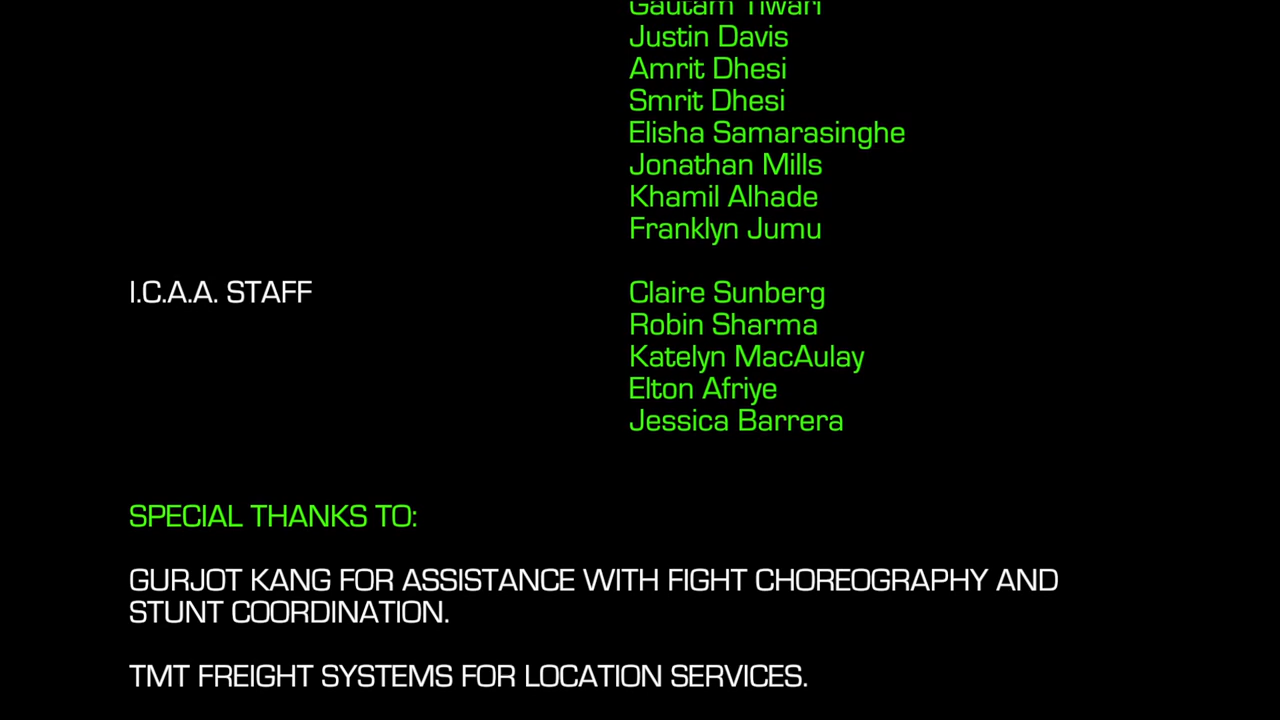 Gautam Tiwari
Justin Davis
Amrit Dhesi
Smrit Dhesi
Elisha Samarasinghe
Jonathan Mills
Khamil Alhade
Franklyn Jumu
I.C.A.A. STAFF Claire Sunberg
Robin Sharma
Katelyn MacAulay
Elton Afriye
Jessica Barrera
SPECIAL THANKS TO:
GURJOT KANG FOR ASSISTANCE WITH FIGHT CHOREOGRAPHY AND
STUNT COORDINATION.
TMT FREIGHT SYSTEMS FOR LOCATION SERVICES.